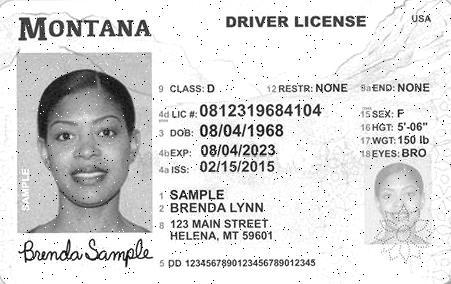 MONTANA DRIVER LICENSE USA
9 CLASS: D 12 RESTR: NONE 9a END: NONE
4d LIC #: 0812319684104 15 SEX: F
3 DOB: 08/04/1968 16 HGT: 5'-06"
4b EXP: 08/04/2023 17 WGT: 150 lb
4a ISS: 02/15/2015 18 EYES: BRO
SAMPLE
1 SAMPLE
2 BRENDA LYNN
8 123 MAIN STREET
HELENA, MT 59601
Brenda Sample
5 DD 1234567890123456789012345